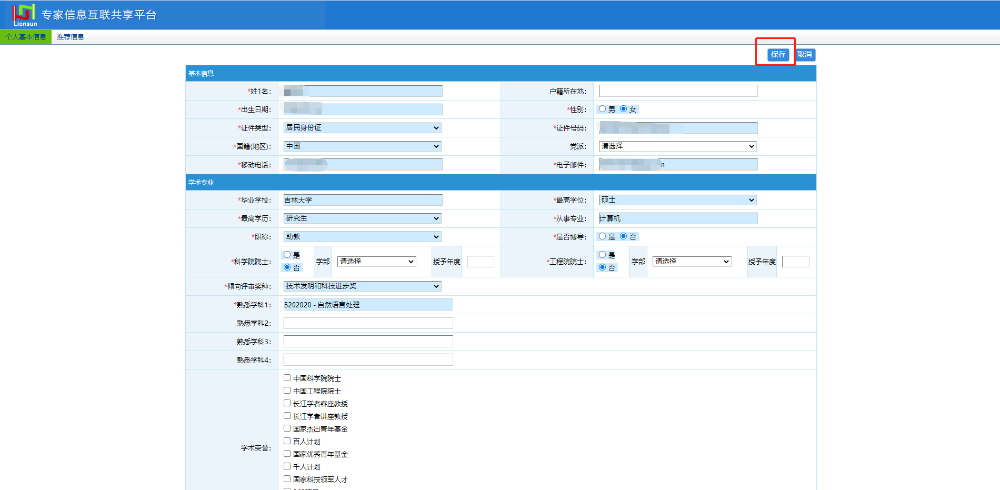 Lionsun 专家信息互联共享平台
个人基本信息 推荐信息
保存 取消
基本信息
*姓1名： 户籍所在地：
*出生日期： *性别： 男 女
*证件类型： 居民身份证 *证件号码：
*国籍(地区)： 中国 党派： 请选择
*移动电话： *电子邮件： m
学术专业
*毕业学校： 吉林大学 *最高学位： 硕士
*最高学历： 研究生 *从事专业： 计算机
*职称： 助教 *是否博导： 是 否
*科学院院士： 是 否 学部 请选择 授予年度 *工程院院士： 是 否 学部 请选择 授予年度
*倾向评审奖种： 技术发明和科技进步奖
*熟悉学科1： 5202020 - 自然语言处理
熟悉学科2：
熟悉学科3：
熟悉学科4：
学术荣誉：
中国科学院院士
中国工程院院士
长江学者客座教授
长江学者讲座教授
国家杰出青年基金
百人计划
国家优秀青年基金
千人计划
国家科技领军人才